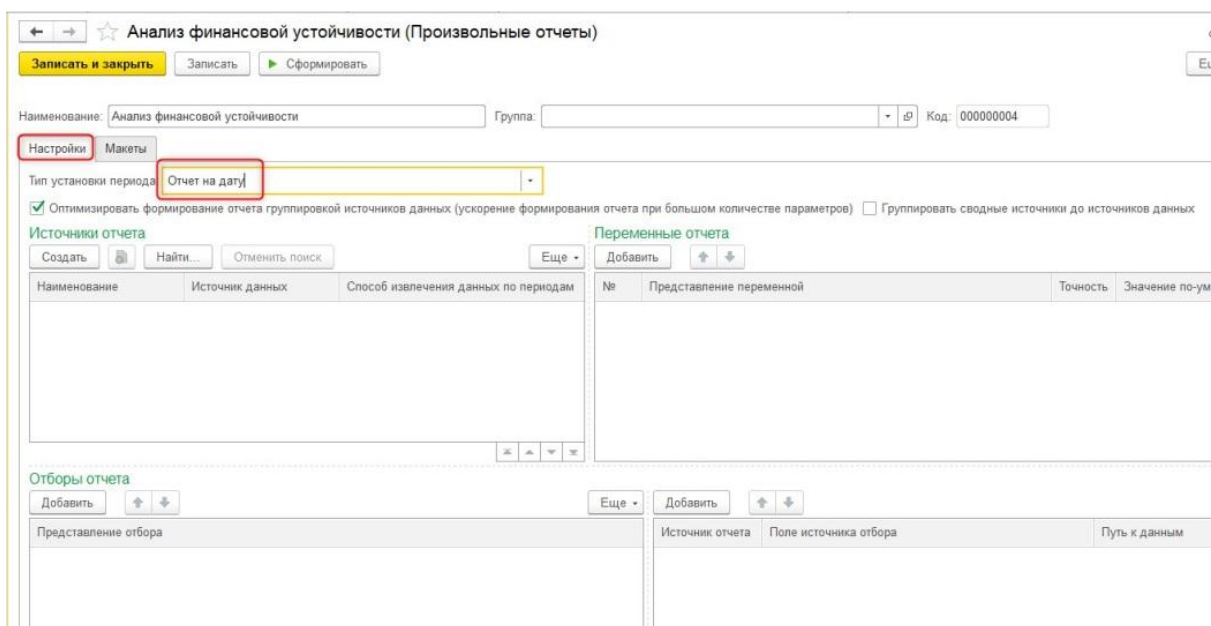 Анализ финансовой устойчивости (Произвольные отчеты)
Записать и закрыть Записать Сформировать
Наименование: Анализ финансовой устойчивости Группа: Код: 000000004
Настройки Макеты
Тип установки периода Отчет на дату
Оптимизировать формирование отчета группировкой источников данных (ускорение формирования отчета при большом количестве параметров) Группировать сводные источники до источников данных
Источники отчета Переменные отчета
Создать Найти... Отменить поиск Еще Добавить
Наименование Источник данных Способ извлечения данных по периодам № Представление переменной Точность Значение по-ум
Отборы отчета
Добавить Еще Добавить
Представление отбора Источник отчета Поле источника отбора Путь к данным